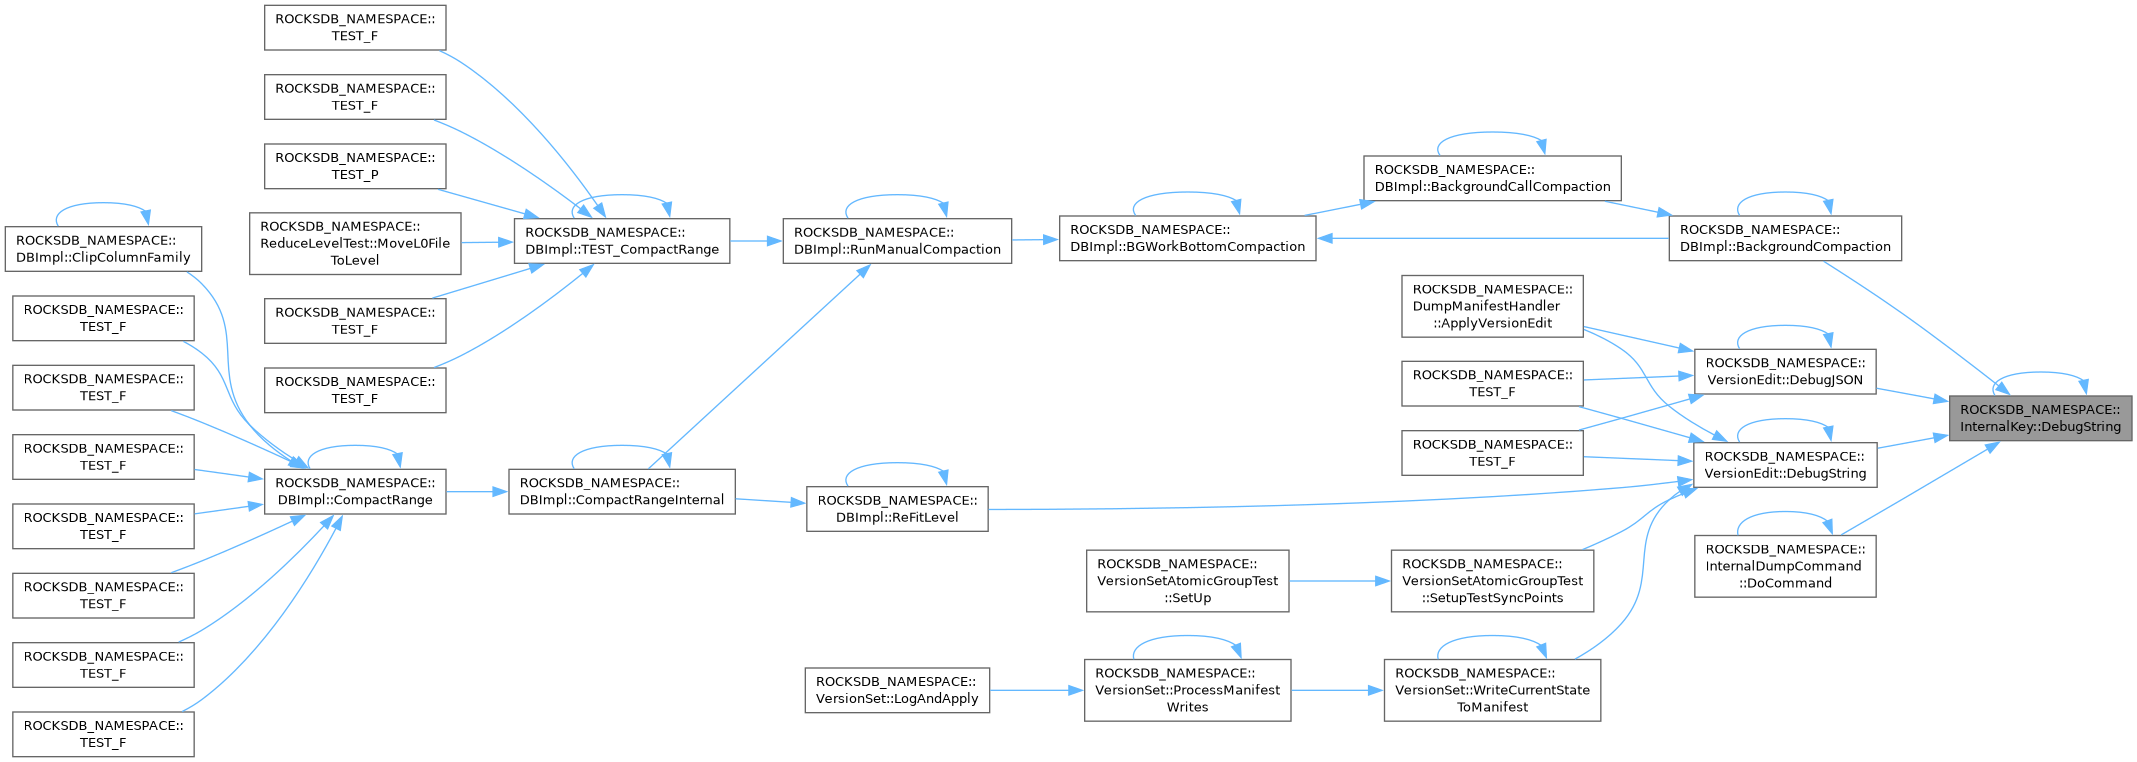 ROCKSDB_NAMESPACE::
TEST_F
ROCKSDB_NAMESPACE::
TEST_F
ROCKSDB_NAMESPACE::
TEST_P
ROCKSDB_NAMESPACE::
ReduceLevelTest::MoveL0File
ToLevel
ROCKSDB_NAMESPACE::
TEST_F
ROCKSDB_NAMESPACE::
TEST_F
ROCKSDB_NAMESPACE::
DBImpl::ClipColumnFamily
ROCKSDB_NAMESPACE::
TEST_F
ROCKSDB_NAMESPACE::
TEST_F
ROCKSDB_NAMESPACE::
TEST_F
ROCKSDB_NAMESPACE::
TEST_F
ROCKSDB_NAMESPACE::
TEST_F
ROCKSDB_NAMESPACE::
TEST_F
ROCKSDB_NAMESPACE::
TEST_F
ROCKSDB_NAMESPACE::
DBImpl::CompactRange
ROCKSDB_NAMESPACE::
DBImpl::TEST_CompactRange
ROCKSDB_NAMESPACE::
DBImpl::CompactRangeInternal
ROCKSDB_NAMESPACE::
DBImpl::RunManualCompaction
ROCKSDB_NAMESPACE::
DBImpl::ReFitLevel
ROCKSDB_NAMESPACE::
VersionSet::LogAndApply
ROCKSDB_NAMESPACE::
DBImpl::BGWorkBottomCompaction
ROCKSDB_NAMESPACE::
VersionSetAtomicGroupTest
::SetUp
ROCKSDB_NAMESPACE::
VersionSet::ProcessManifest
Writes
ROCKSDB_NAMESPACE::
DBImpl::BackgroundCallCompaction
ROCKSDB_NAMESPACE::
DumpManifestHandler
::ApplyVersionEdit
ROCKSDB_NAMESPACE::
TEST_F
ROCKSDB_NAMESPACE::
TEST_F
ROCKSDB_NAMESPACE::
VersionSetAtomicGroupTest
::SetupTestSyncPoints
ROCKSDB_NAMESPACE::
VersionSet::WriteCurrentState
ToManifest
ROCKSDB_NAMESPACE::
DBImpl::BackgroundCompaction
ROCKSDB_NAMESPACE::
VersionEdit::DebugJSON
ROCKSDB_NAMESPACE::
VersionEdit::DebugString
ROCKSDB_NAMESPACE::
InternalDumpCommand
::DoCommand
ROCKSDB_NAMESPACE::
InternalKey::DebugString